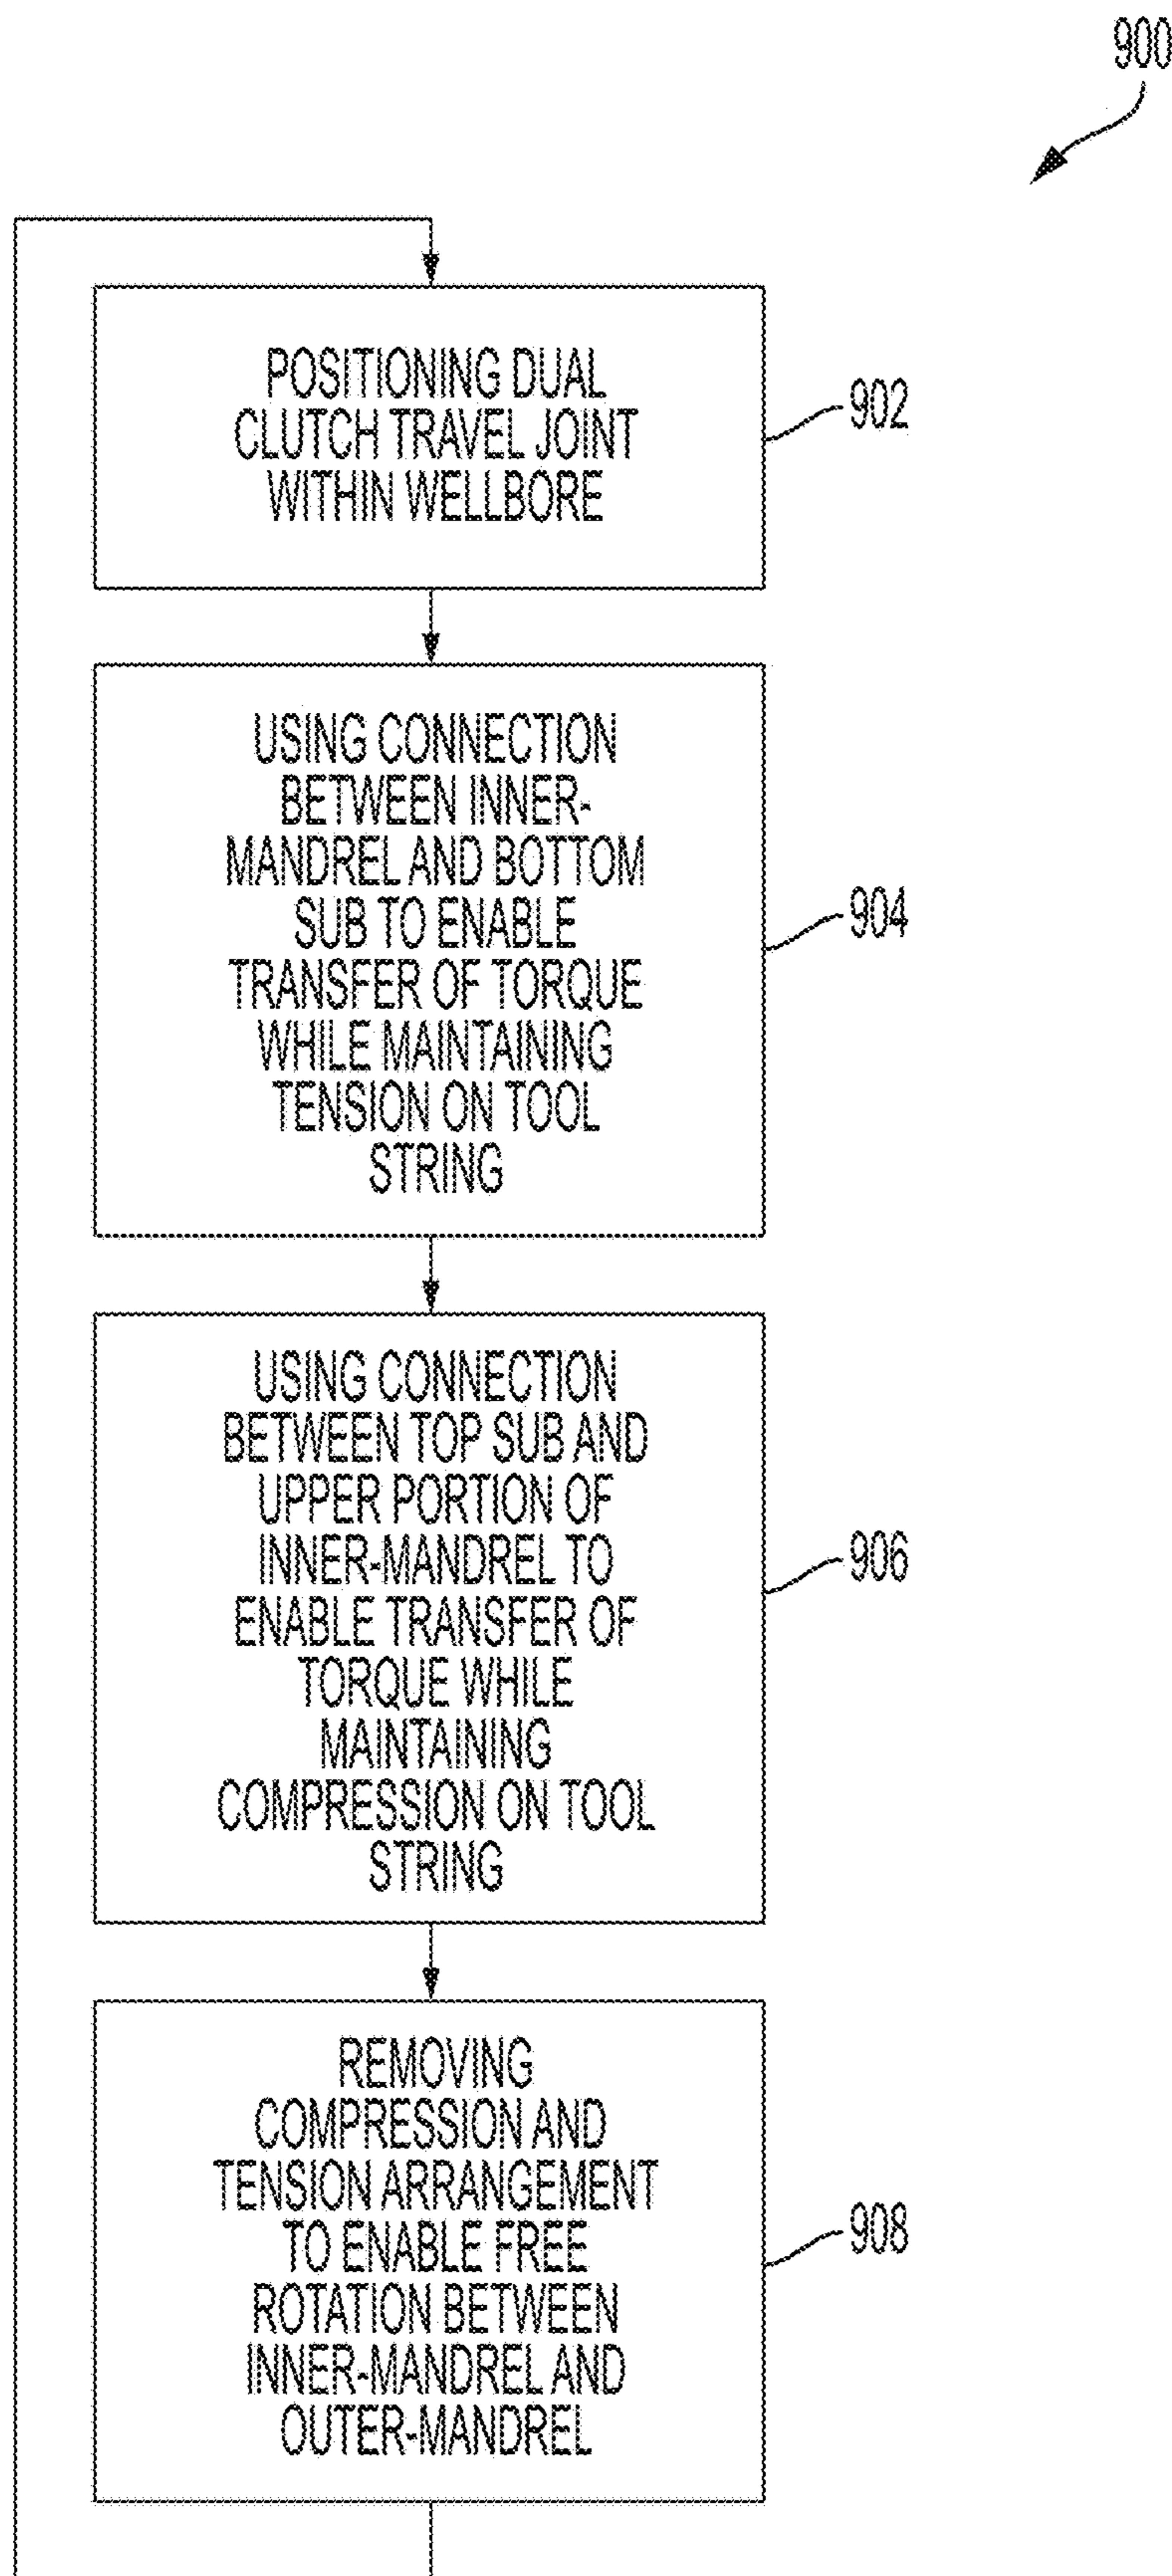 900
POSITIONING DUAL
CLUTCH TRAVEL JOINT
WITHIN WELLBORE
902
USING CONNECTION
BETWEEN INNER-
MANDREL AND BOTTOM
SUB TO ENABLE
TRANSFER OF TORQUE
WHILE MAINTAINING
TENSION ON TOOL
STRING
904
USING CONNECTION
BETWEEN TOP SUB AND
UPPER PORTION OF
INNER-MANDREL TO
ENABLE TRANSFER OF
TORQUE WHILE
MAINTAINING
COMPRESSION ON TOOL
STRING
906
REMOVING
COMPRESSION AND
TENSION ARRANGEMENT
TO ENABLE FREE
ROTATION BETWEEN
INNER-MANDREL AND
OUTER-MANDREL
908